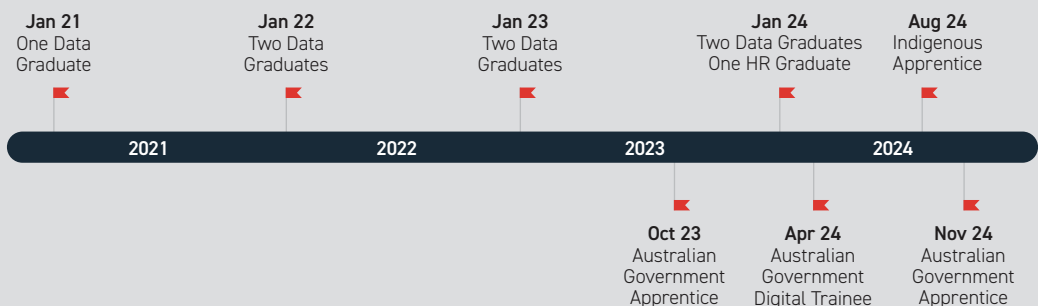 Jan 21
One Data
Graduate
Jan 22
Two Data
Graduates
Jan 23
Two Data
Graduates
Jan 24
Two Data Graduates
One HR Graduate
Aug 24
Indigenous
Apprentice
2021
2022
2023
2024
Oct 23
Australian
Government
Apprentice
Apr 24
Australian
Government
Digital Trainee
Nov 24
Australian
Government
Apprentice